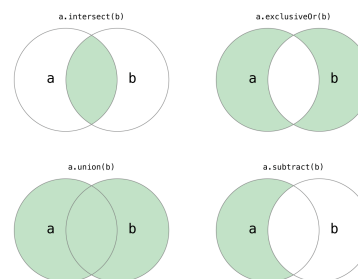 a.intersect(b)
a.exclusiveOr(b)
a b
a b
a.union(b)
a.subtract(b)
a b
a b